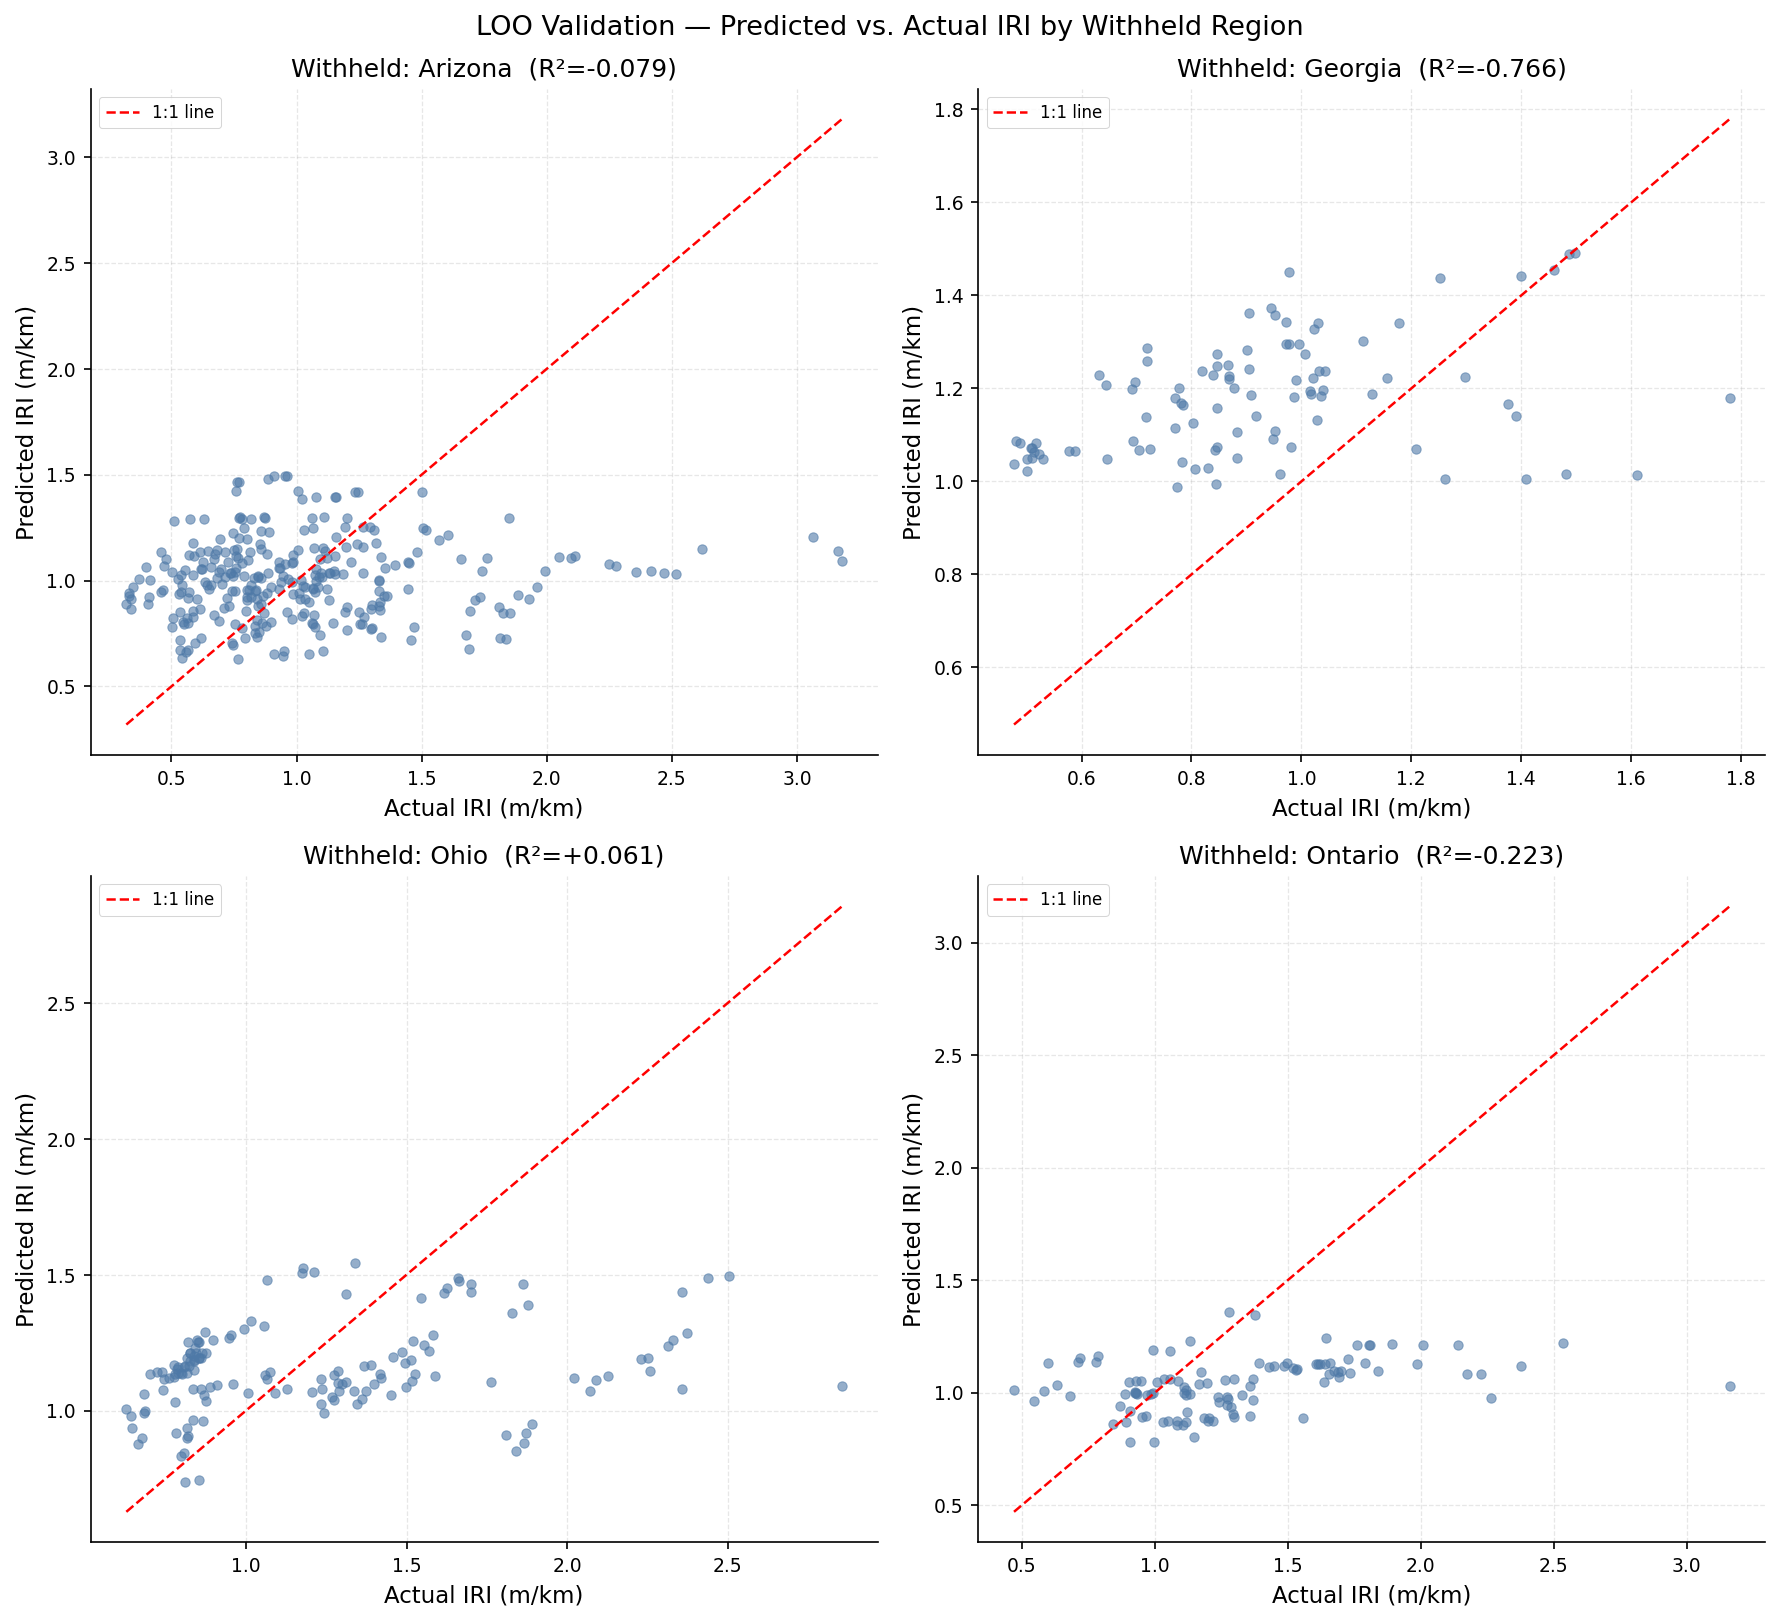 LOO Validation — Predicted vs. Actual IRI by Withheld Region
Withheld: Arizona  (R²=-0.079)
1:1 line
Predicted IRI (m/km)
3.0
2.5
2.0
1.5
1.0
0.5
0.5 1.0 1.5 2.0 2.5 3.0
Actual IRI (m/km)
Withheld: Georgia  (R²=-0.766)
1:1 line
Predicted IRI (m/km)
1.8
1.6
1.4
1.2
1.0
0.8
0.6
0.6 0.8 1.0 1.2 1.4 1.6 1.8
Actual IRI (m/km)
Withheld: Ohio  (R²=+0.061)
1:1 line
Predicted IRI (m/km)
2.5
2.0
1.5
1.0
1.0 1.5 2.0 2.5
Actual IRI (m/km)
Withheld: Ontario  (R²=-0.223)
1:1 line
Predicted IRI (m/km)
3.0
2.5
2.0
1.5
1.0
0.5
0.5 1.0 1.5 2.0 2.5 3.0
Actual IRI (m/km)